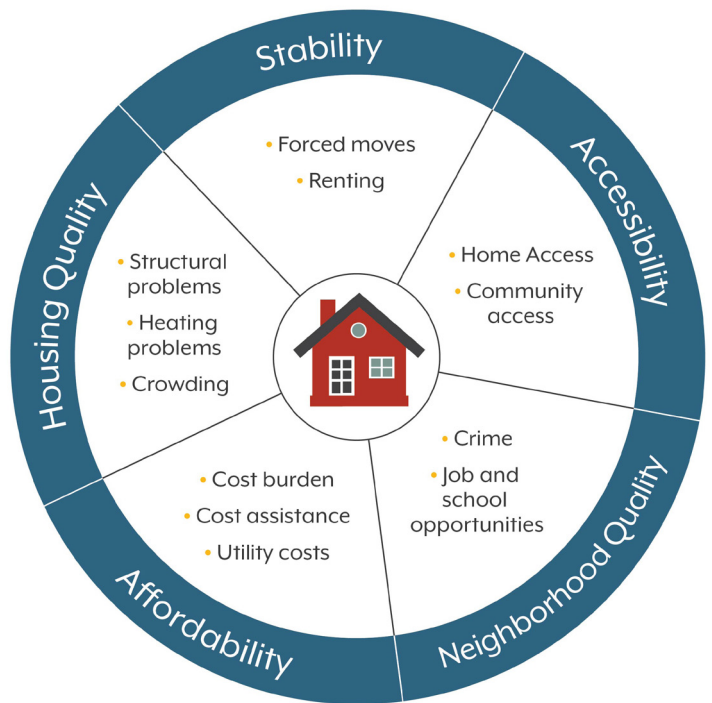 Stability
• Forced moves
• Renting
Accessibility
• Home Access
• Community
access
Neighborhood Quality
• Crime
• Job and
school
opportunities
Affordability
• Cost burden
• Cost assistance
• Utility costs
Housing Quality
• Structural
problems
• Heating
problems
• Crowding